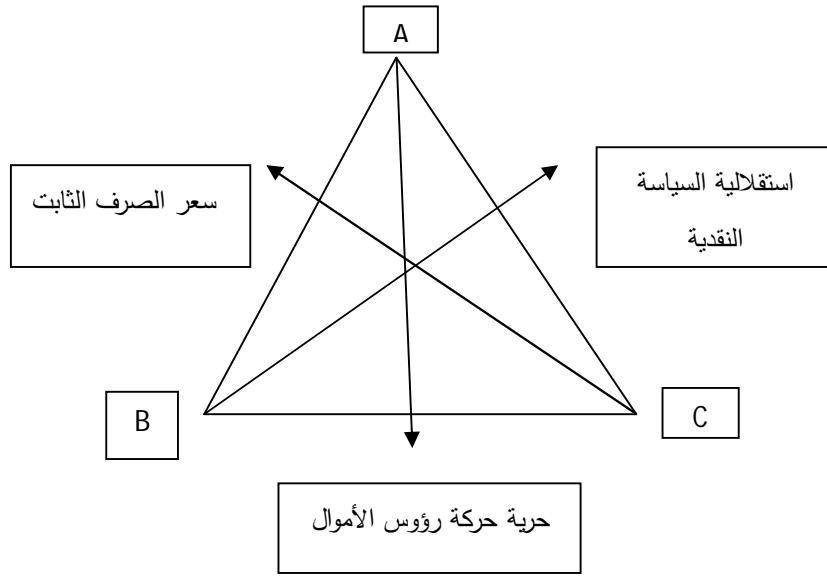 A
استقلالية السياسة
النقدية
سعر الصرف الثابت
B
C
حرية حركة رؤوس الأموال